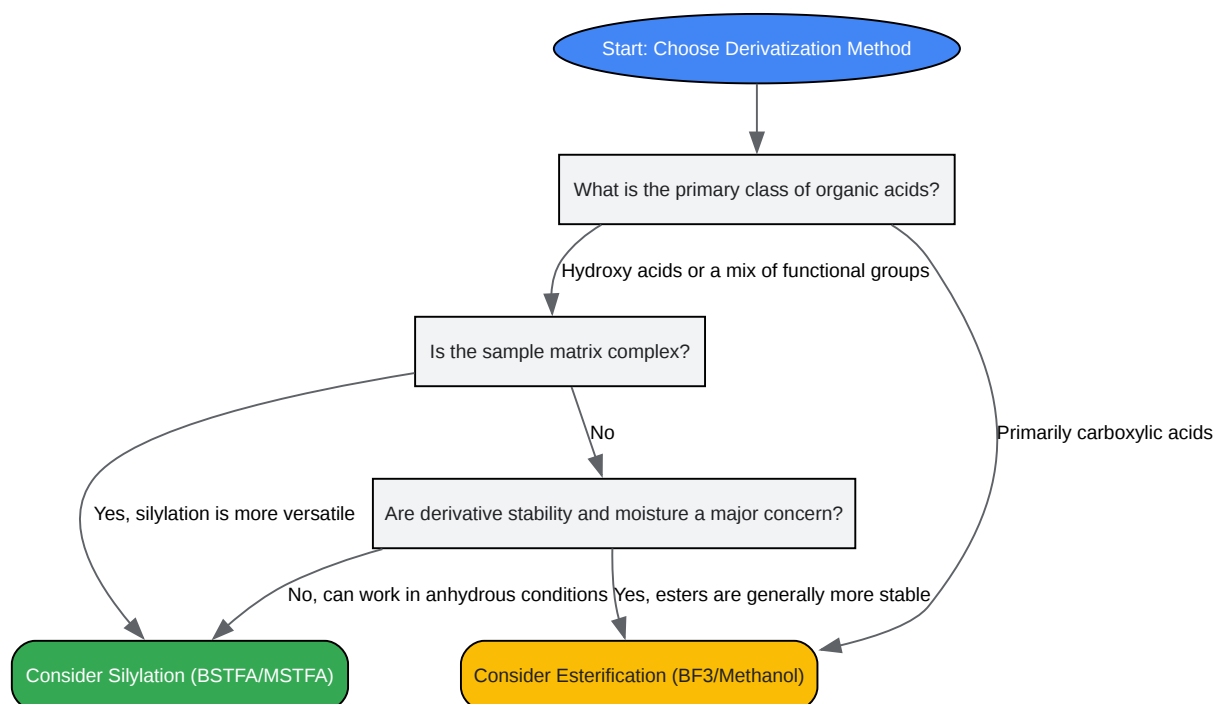 Start: Choose Derivatization Method
What is the primary class of organic acids?
Hydroxy acids or a mix of functional groups
Is the sample matrix complex?
No
Primarily carboxylic acids
Yes, silylation is more versatile
Are derivative stability and moisture a major concern?
No, can work in anhydrous conditions
Yes, esters are generally more stable
Consider Silylation (BSTFA/MSTFA)
Consider Esterification (BF3/Methanol)